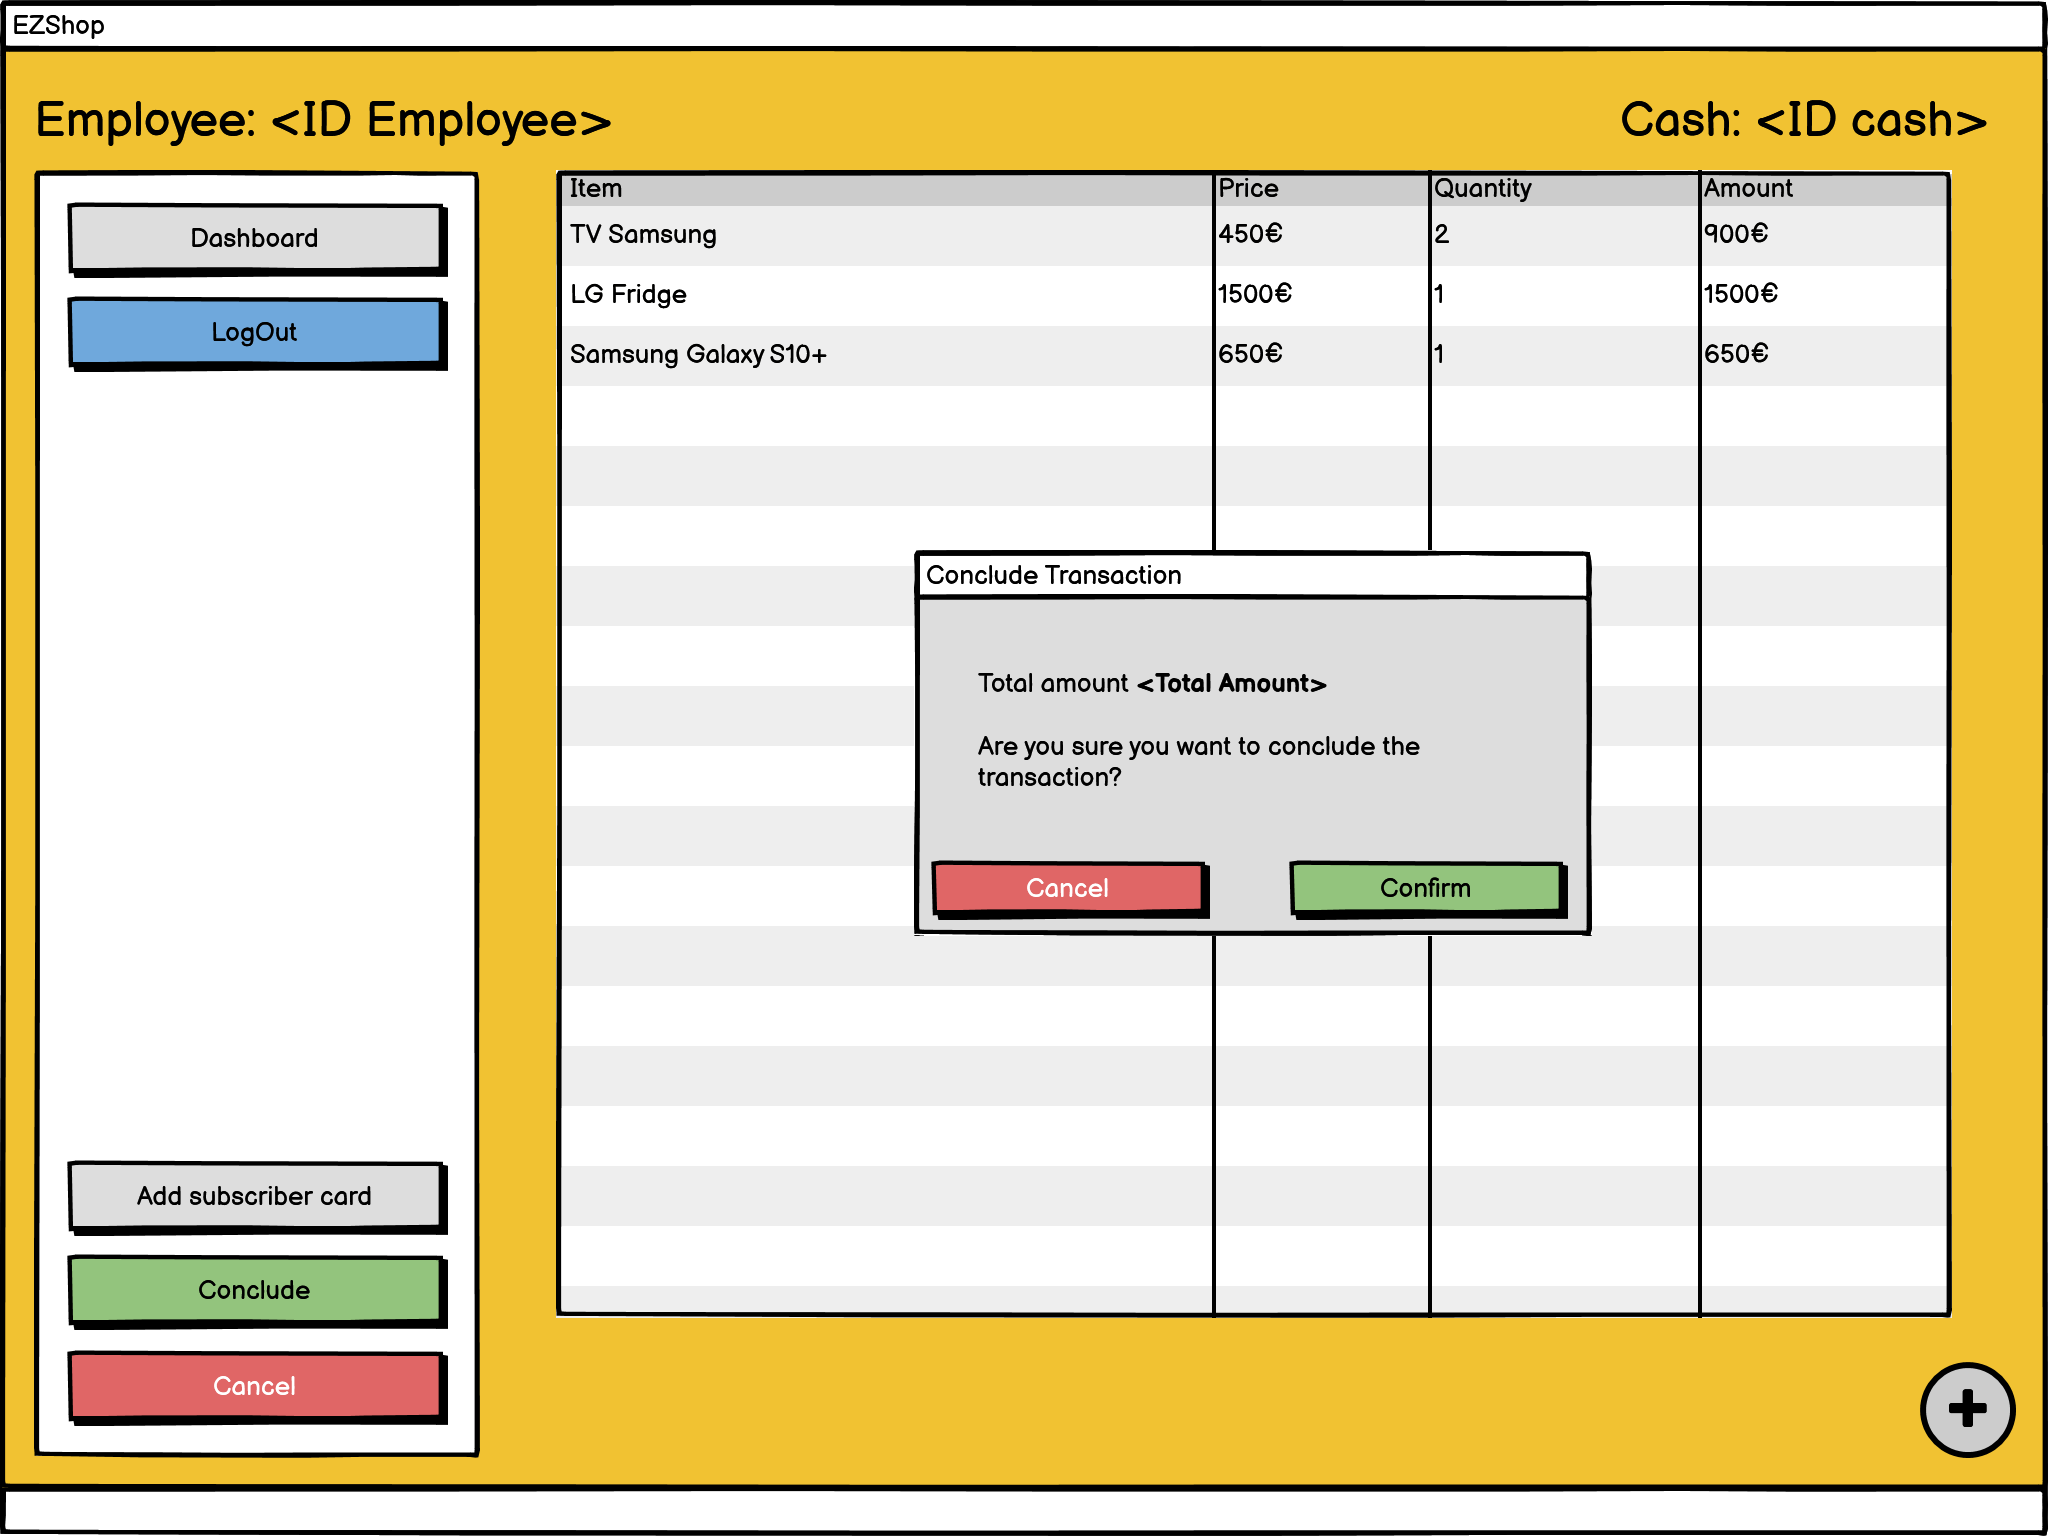 EZShop
Employee: <ID Employee>
Cash: <ID cash>
Dashboard
LogOut
Item Price Quantity Amount
TV Samsung 450€ 2 900€
LG Fridge 1500€ 1 1500€
Samsung Galaxy S10+ 650€ 1 650€
Conclude Transaction
Total amount <Total Amount>
Are you sure you want to conclude the
transaction?
Cancel Confirm
Add subscriber card
Conclude
Cancel